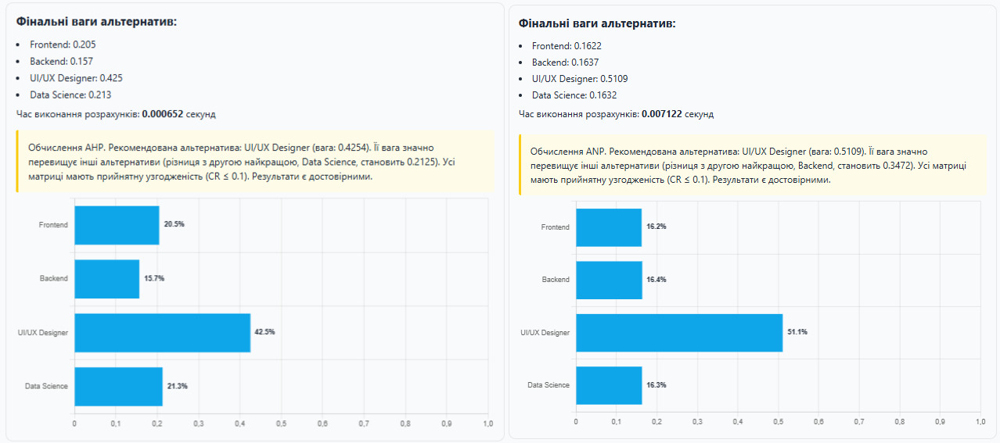 Фінальні ваги альтернатив:
Frontend: 0.205
Backend: 0.157
UI/UX Designer: 0.425
Data Science: 0.213
Час виконання розрахунків: 0.000652 секунд
Обчислення AHP. Рекомендована альтернатива: UI/UX Designer (вага: 0.4254). Її вага значно
перевищує інші альтернативи (різниця з другою найкращою, Data Science, становить 0.2125). Усі
матриці мають прийнятну узгодженість (CR ≤ 0.1). Результати є достовірними.
Frontend 20.5%
Backend 15.7%
UI/UX Designer 42.5%
Data Science 21.3%
0 0,1 0,2 0,3 0,4 0,5 0,6 0,7 0,8 0,9 1,0
Фінальні ваги альтернатив:
Frontend: 0.1622
Backend: 0.1637
UI/UX Designer: 0.5109
Data Science: 0.1632
Час виконання розрахунків: 0.007122 секунд
Обчислення ANP. Рекомендована альтернатива: UI/UX Designer (вага: 0.5109). Її вага значно
перевищує інші альтернативи (різниця з другою найкращою, Backend, становить 0.3472). Усі матриці
мають прийнятну узгодженість (CR ≤ 0.1). Результати є достовірними.
Frontend 16.2%
Backend 16.4%
UI/UX Designer 51.1%
Data Science 16.3%
0 0,1 0,2 0,3 0,4 0,5 0,6 0,7 0,8 0,9 1,0